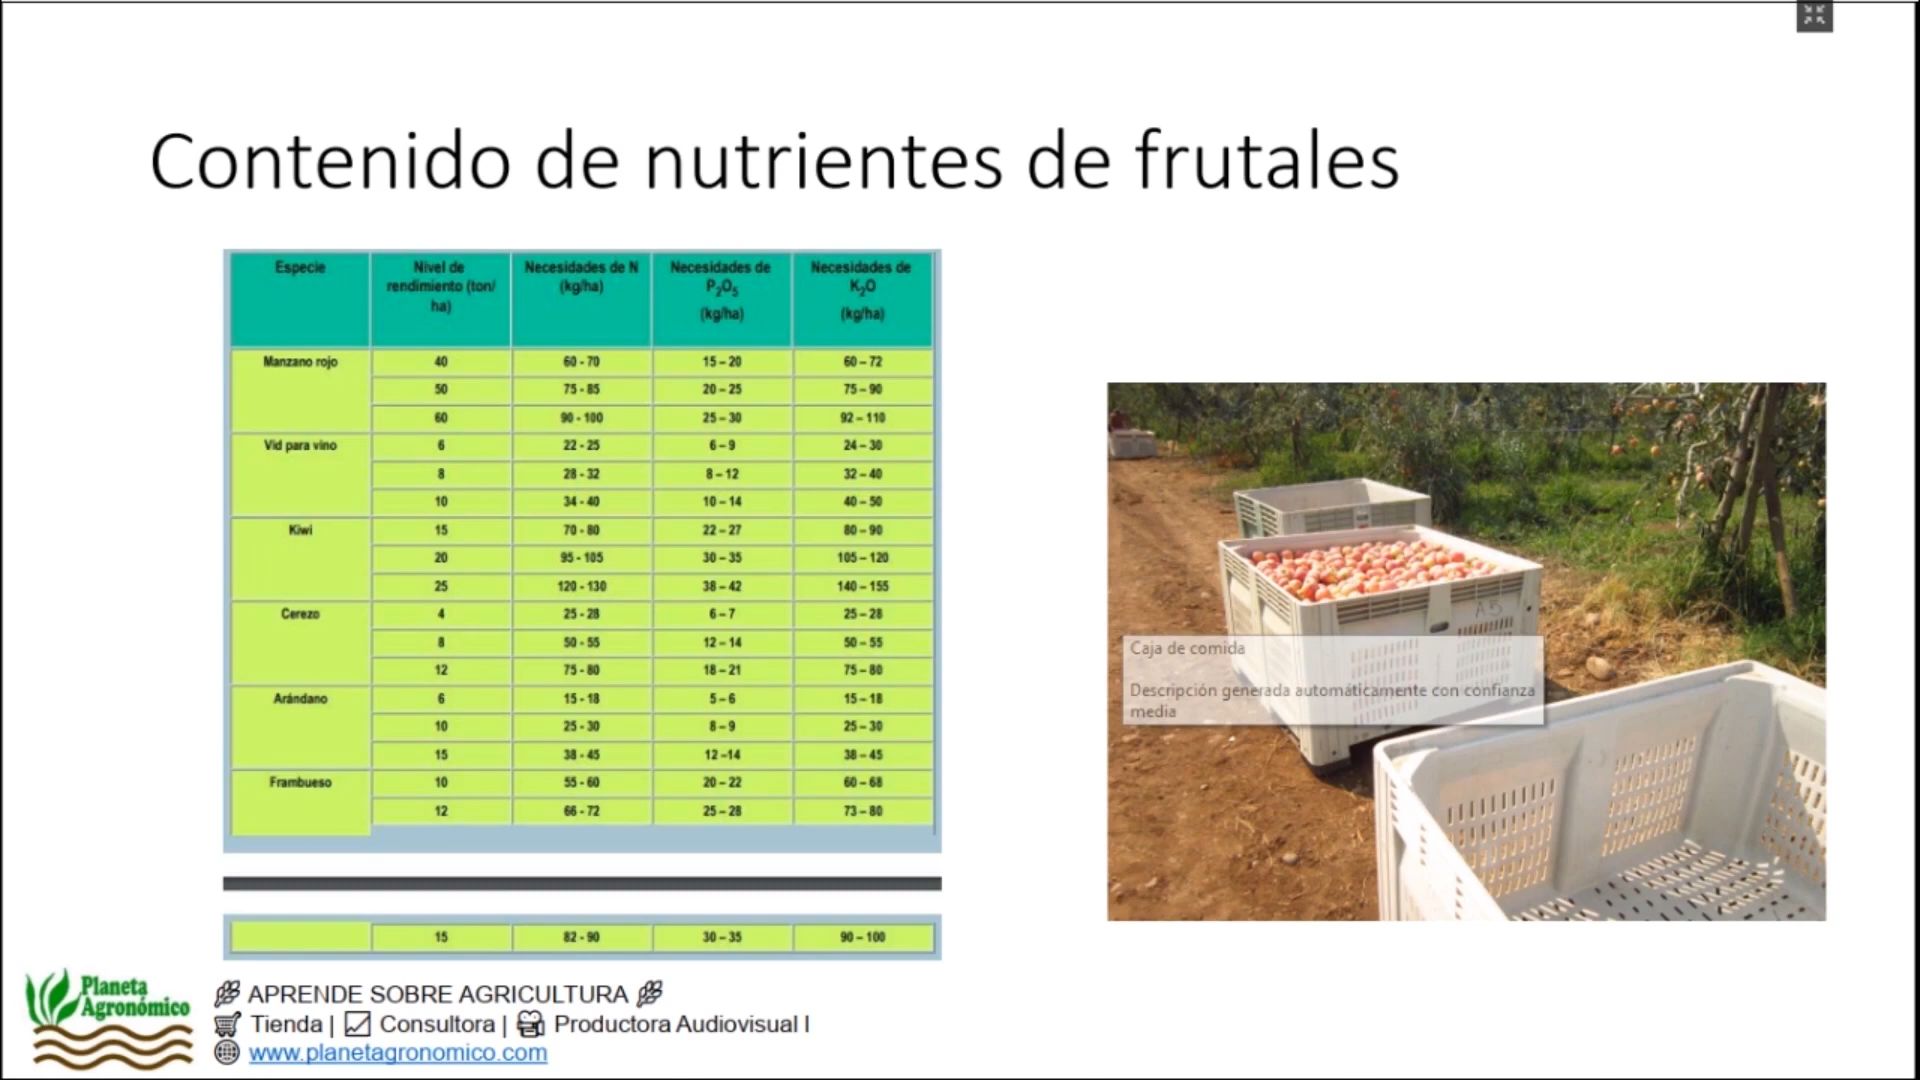 Contenido de nutrientes de frutales
Especie
Nivel de
rendimiento (ton/
ha)
Necesidades de N
(kg/ha)
Necesidades de
P₂O₅
(kg/ha)
Necesidades de
K₂O
(kg/ha)
Manzano rojo 40 60 - 70 15 – 20 60 – 72
50 75 - 85 20 – 25 75 – 90
60 90 - 100 25 – 30 92 – 110
Vid para vino 6 22 - 25 6 – 9 24 – 30
8 28 - 32 8 – 12 32 – 40
10 34 - 40 10 – 14 40 – 50
Kiwi 15 70 - 80 22 – 27 80 – 90
20 95 - 105 30 – 35 105 – 120
25 120 - 130 38 – 42 140 – 155
Cerezo 4 25 - 28 6 – 7 25 – 28
8 50 - 55 12 – 14 50 – 55
12 75 - 80 18 – 21 75 – 80
Arándano 6 15 - 18 5 – 6 15 – 18
10 25 - 30 8 – 9 25 – 30
15 38 - 45 12 –14 38 – 45
Frambueso 10 55 - 60 20 – 22 60 – 68
12 66 - 72 25 – 28 73 – 80
15 82 - 90 30 – 35 90 – 100
A5
Caja de comida
Descripción generada automáticamente con confianza
media
Planeta
Agronómico
APRENDE SOBRE AGRICULTURA
Tienda | Consultora | Productora Audiovisual I
www.planetagronomico.com